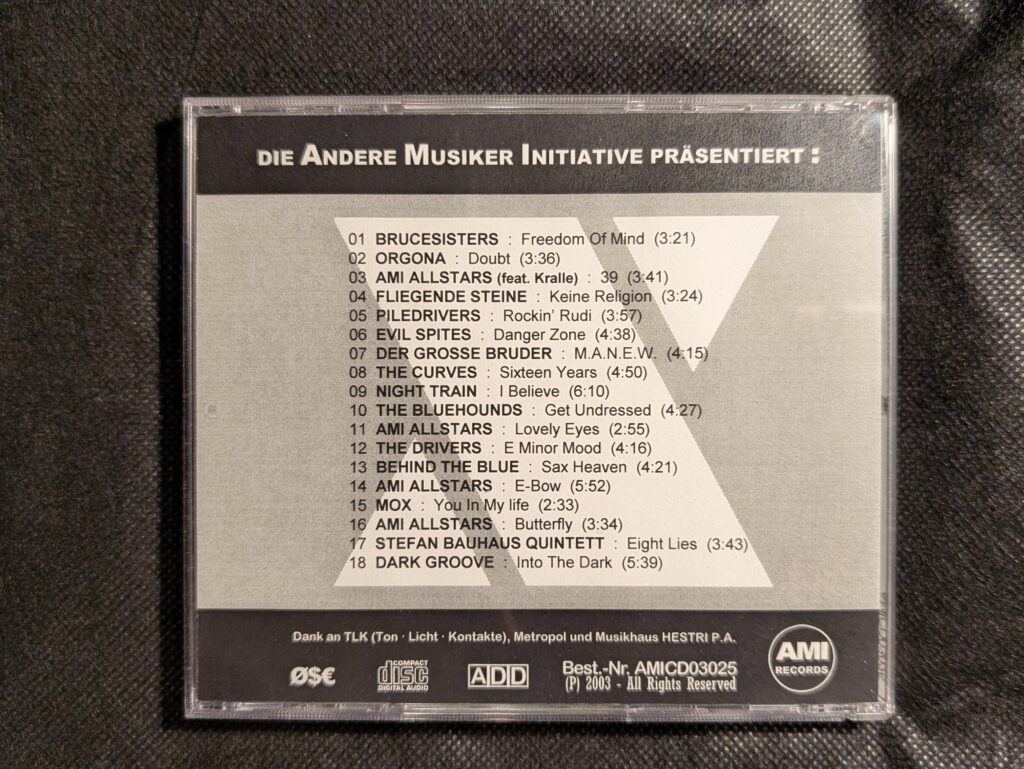 DIE ANDERE MUSIKER INITIATIVE PRÄSENTIERT :
01 BRUCESISTERS : Freedom Of Mind (3:21)
02 ORGONA : Doubt (3:36)
03 AMI ALLSTARS (feat. Kralle) : 39 (3:41)
04 FLIEGENDE STEINE : Keine Religion (3:24)
05 PILEDRIVERS : Rockin' Rudi (3:57)
06 EVIL SPITES : Danger Zone (4:38)
07 DER GROSSE BRUDER : M.A.N.E.W. (4:15)
08 THE CURVES : Sixteen Years (4:50)
09 NIGHT TRAIN : I Believe (6:10)
10 THE BLUEHOUNDS : Get Undressed (4:27)
11 AMI ALLSTARS : Lovely Eyes (2:55)
12 THE DRIVERS : E Minor Mood (4:16)
13 BEHIND THE BLUE : Sax Heaven (4:21)
14 AMI ALLSTARS : E-Bow (5:52)
15 MOX : You In My life (2:33)
16 AMI ALLSTARS : Butterfly (3:34)
17 STEFAN BAUHAUS QUINTETT : Eight Lies (3:43)
18 DARK GROOVE : Into The Dark (5:39)
Dank an TLK (Ton · Licht · Kontakte), Metropol und Musikhaus HESTRI P.A.
Ø$€
COMPACT
disc
DIGITAL AUDIO
ADD
Best.-Nr. AMICD03025
(P) 2003 - All Rights Reserved
AMI
RECORDS